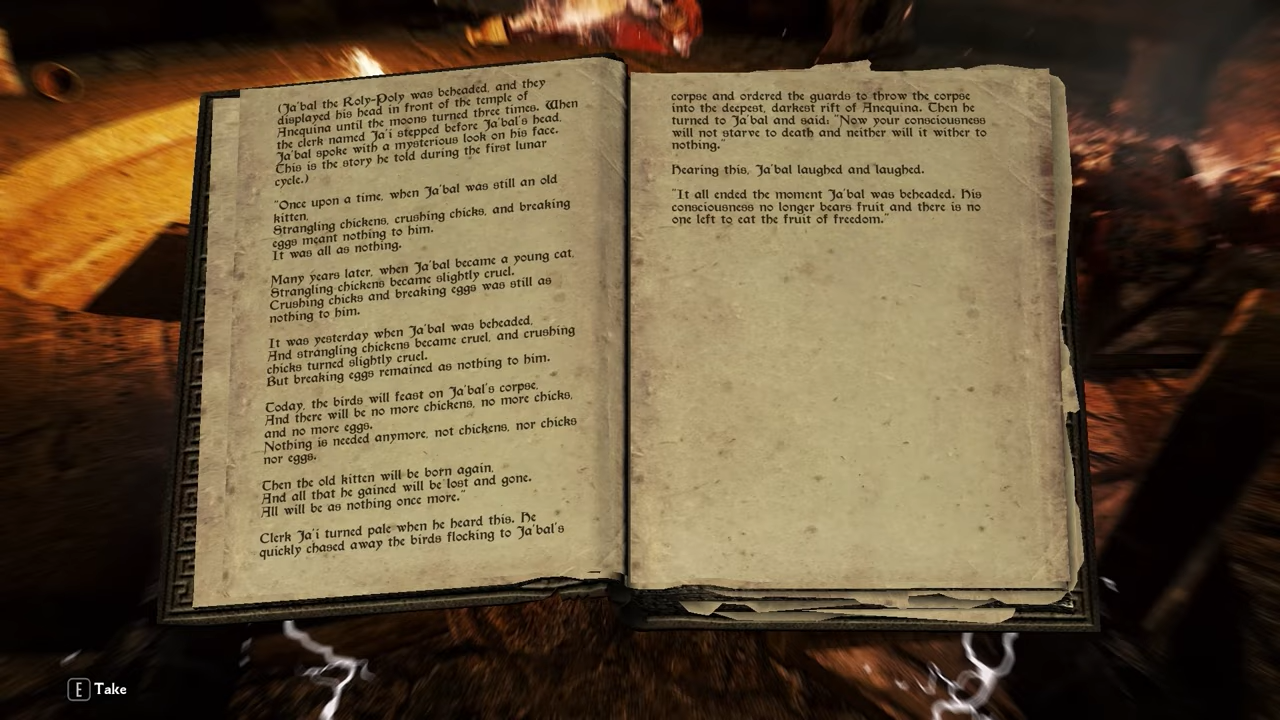 (Ja'bal the Roly-Poly was beheaded, and they
displayed his head in front of the temple of
Anequina until the moons turned three times. When
the clerk named Ja'i stepped before Ja'bal's head,
Ja'bal spoke with a mysterious look on his face.
This is the story he told during the first lunar
cycle.)
"Once upon a time, when Ja'bal was still an old
kitten,
Strangling chickens, crushing chicks, and breaking
eggs meant nothing to him.
It was all as nothing.
Many years later, when Ja'bal became a young cat,
Strangling chickens became slightly cruel.
Crushing chicks and breaking eggs was still as
nothing to him.
It was yesterday when Ja'bal was beheaded,
And strangling chickens became cruel, and crushing
chicks turned slightly cruel.
But breaking eggs remained as nothing to him.
Today, the birds will feast on Ja'bal's corpse,
And there will be no more chickens, no more chicks,
and no more eggs.
Nothing is needed anymore, not chickens, nor chicks
nor eggs.
Then the old kitten will be born again,
And all that he gained will be lost and gone.
All will be as nothing once more."
Clerk Ja'i turned pale when he heard this. He
quickly chased away the birds flocking to Ja'bal's
corpse and ordered the guards to throw the corpse
into the deepest, darkest rift of Anequina. Then he
turned to Ja'bal and said: "Now your consciousness
will not starve to death and neither will it wither to
nothing."
Hearing this, Ja'bal laughed and laughed.
"It all ended the moment Ja'bal was beheaded. His
consciousness no longer bears fruit and there is no
one left to eat the fruit of freedom."
E Take